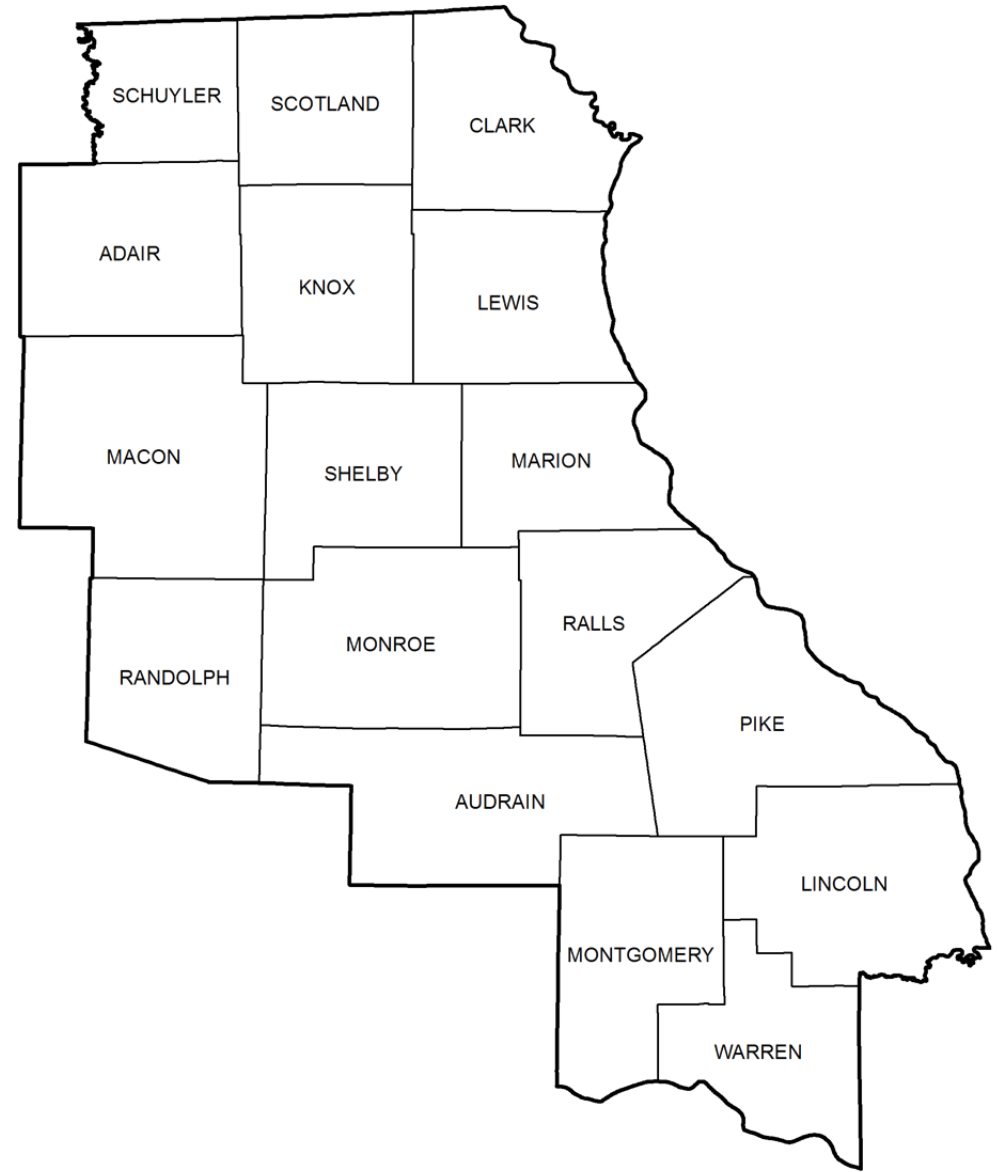 SCHUYLER
SCOTLAND
CLARK
ADAIR
KNOX
LEWIS
MACON
SHELBY
MARION
RALLS
MONROE
RANDOLPH
PIKE
AUDRAIN
LINCOLN
MONTGOMERY
WARREN